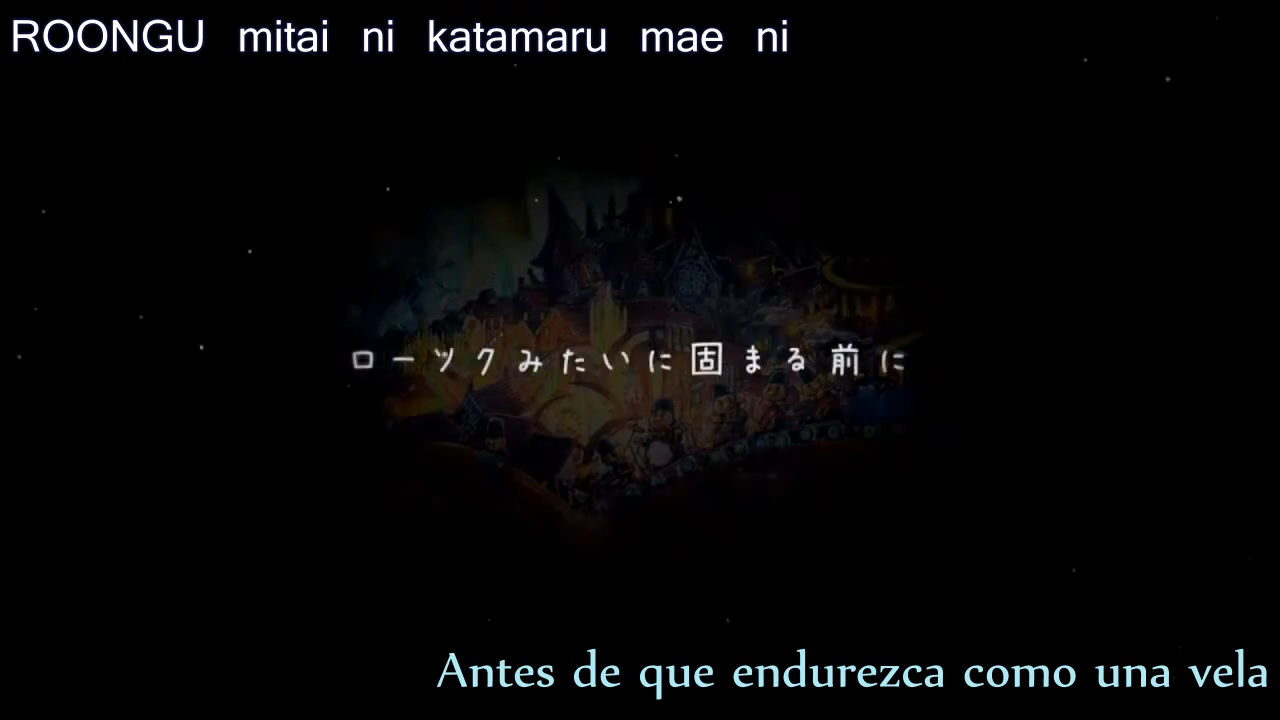 ROONGU mitai ni katamaru mae ni
ローックみたいに固まる前に
Antes de que endurezca como una vela